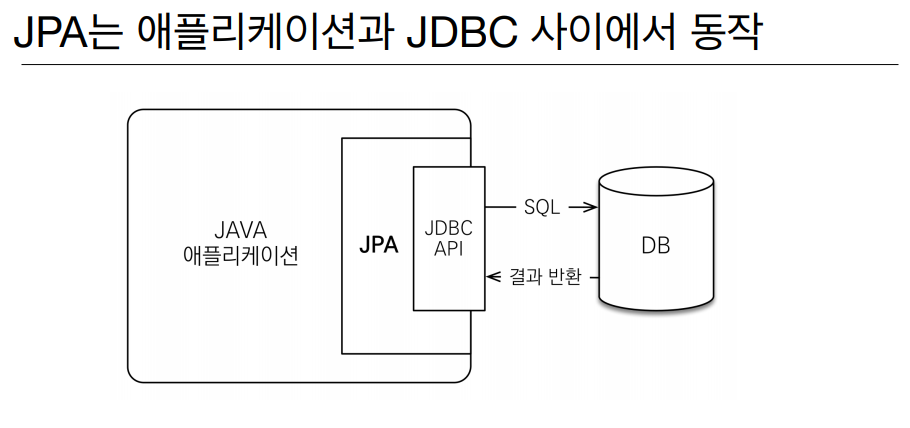 JPA는 애플리케이션과 JDBC 사이에서 동작
JAVA
애플리케이션
JPA
JDBC
API
SQL
결과 반환
DB